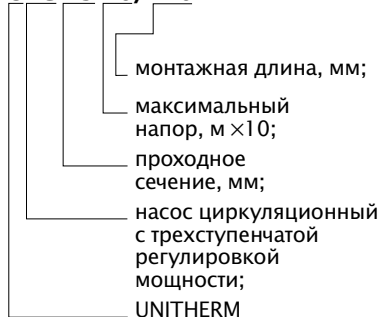 монтажная длина, мм;
максимальный
напор, м ×10;
проходное
сечение, мм;
насос циркуляционный
с трехступенчатой
регулировкой
мощности;
UNITHERM